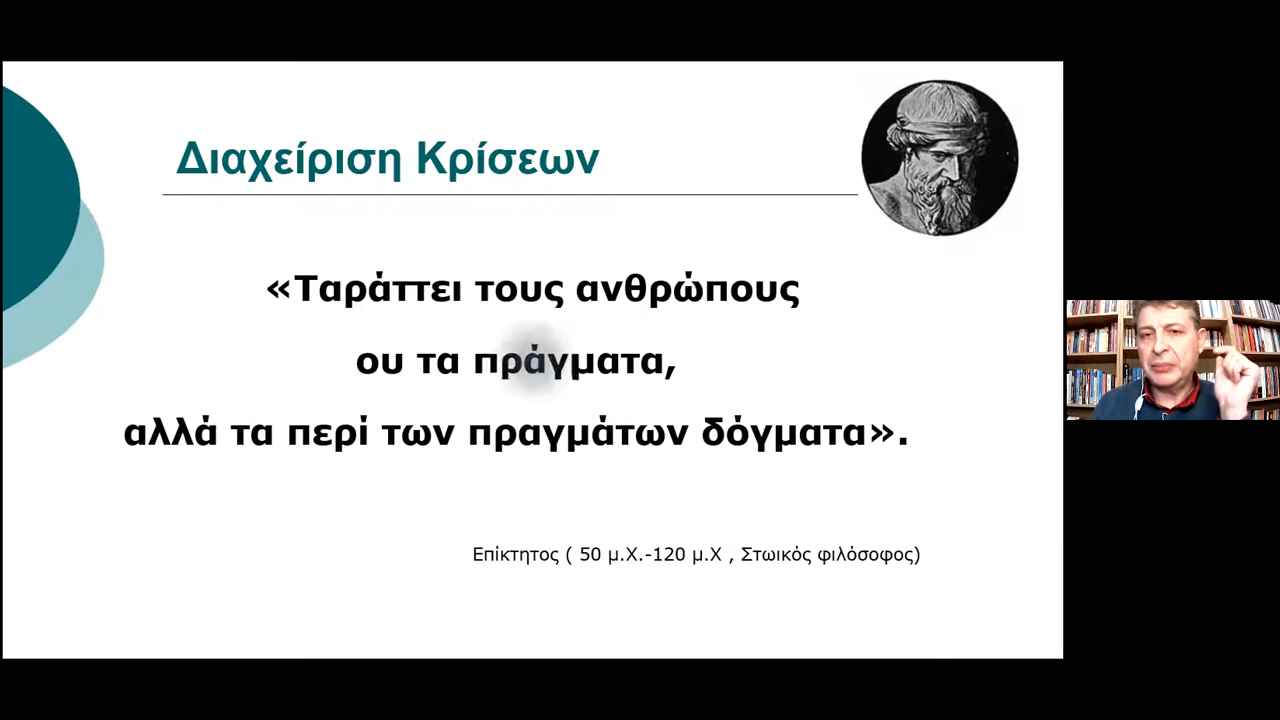 Διαχείριση Κρίσεων
«Ταράττει τους ανθρώπους
ου τα πράγματα,
αλλά τα περί των πραγμάτων δόγματα».
Επίκτητος ( 50 μ.Χ.-120 μ.Χ , Στωικός φιλόσοφος)